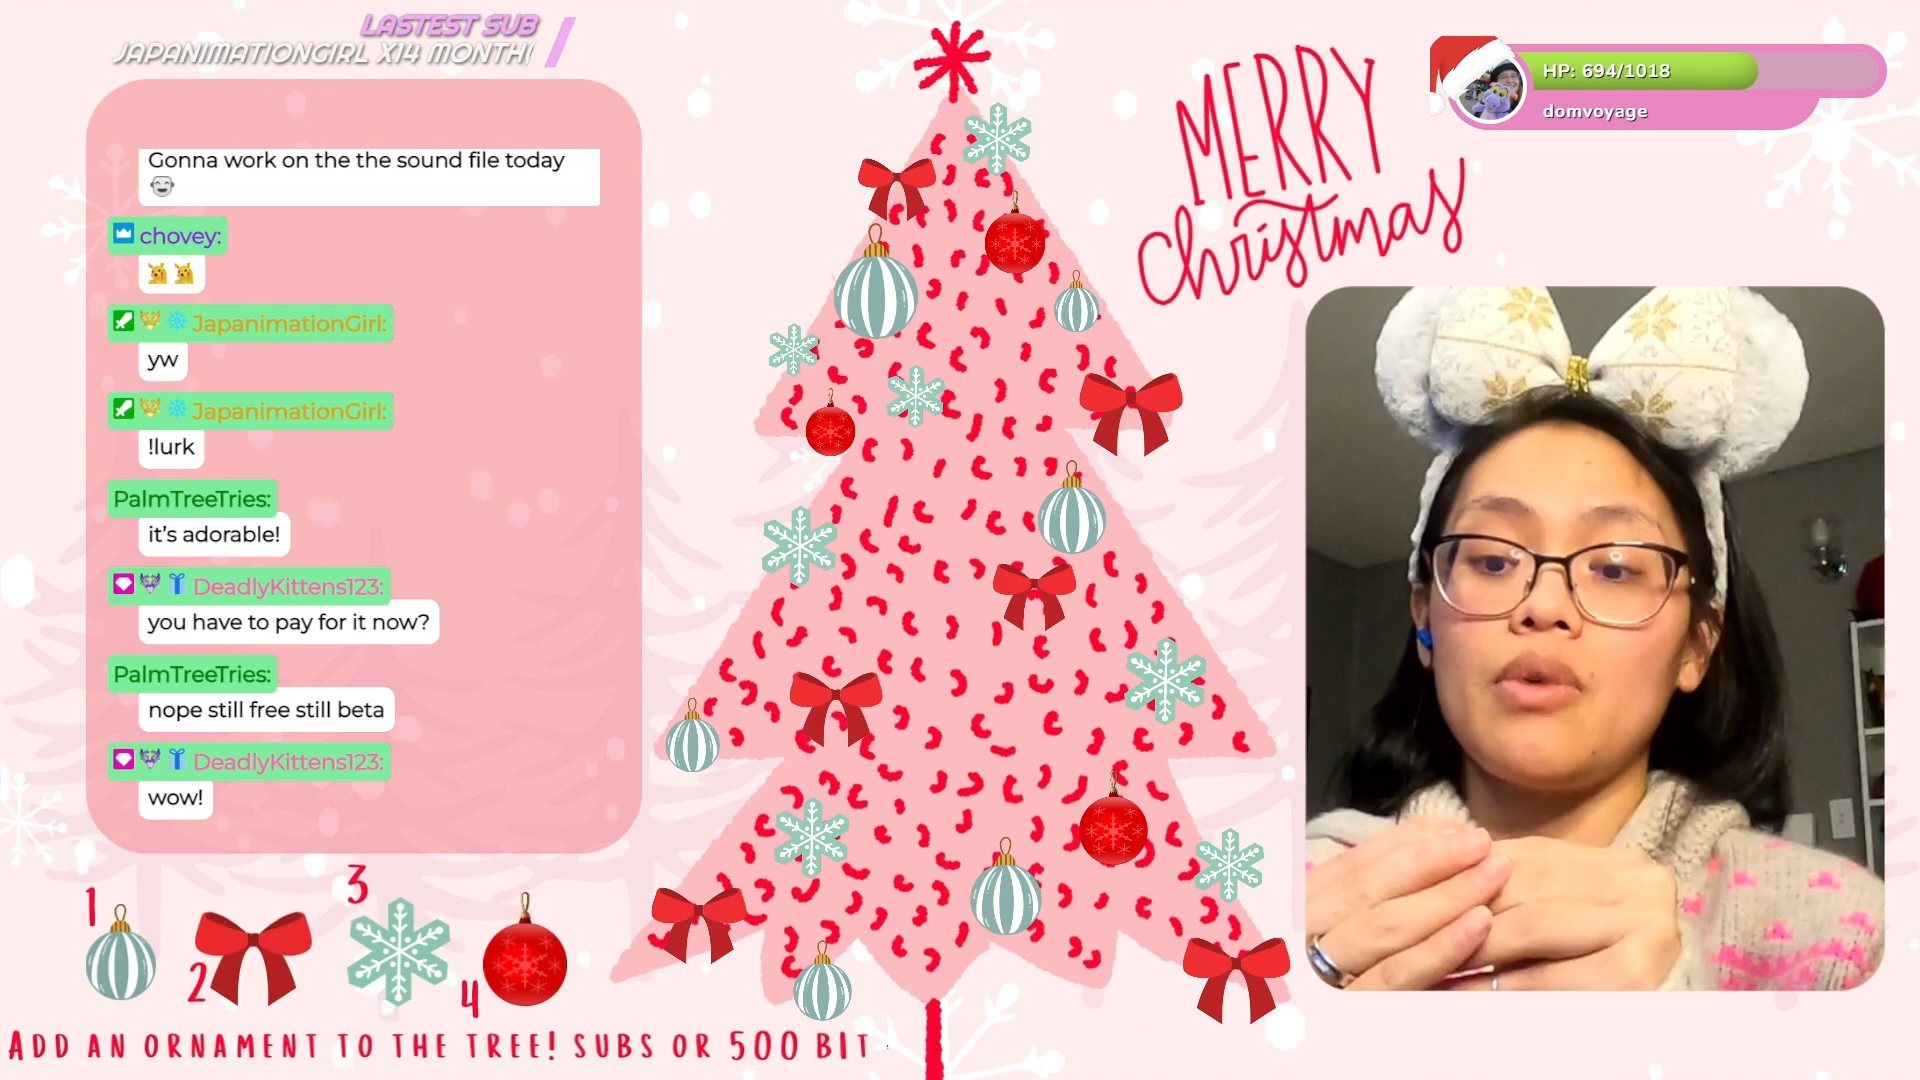 LASTEST SUB
JAPANIMATIONGIRL X14 MONTH
Gonna work on the the sound file today
chovey:
JapanimationGirl:
yw
JapanimationGirl:
!lurk
PalmTreeTries:
it's adorable!
DeadlyKittens123:
you have to pay for it now?
PalmTreeTries:
nope still free still beta
DeadlyKittens123:
wow!
1
2
3
4
ADD AN ORNAMENT TO THE TREE! SUBS OR 500 BIT
MERRY
Christmas
HP: 694/1018
domvoyage